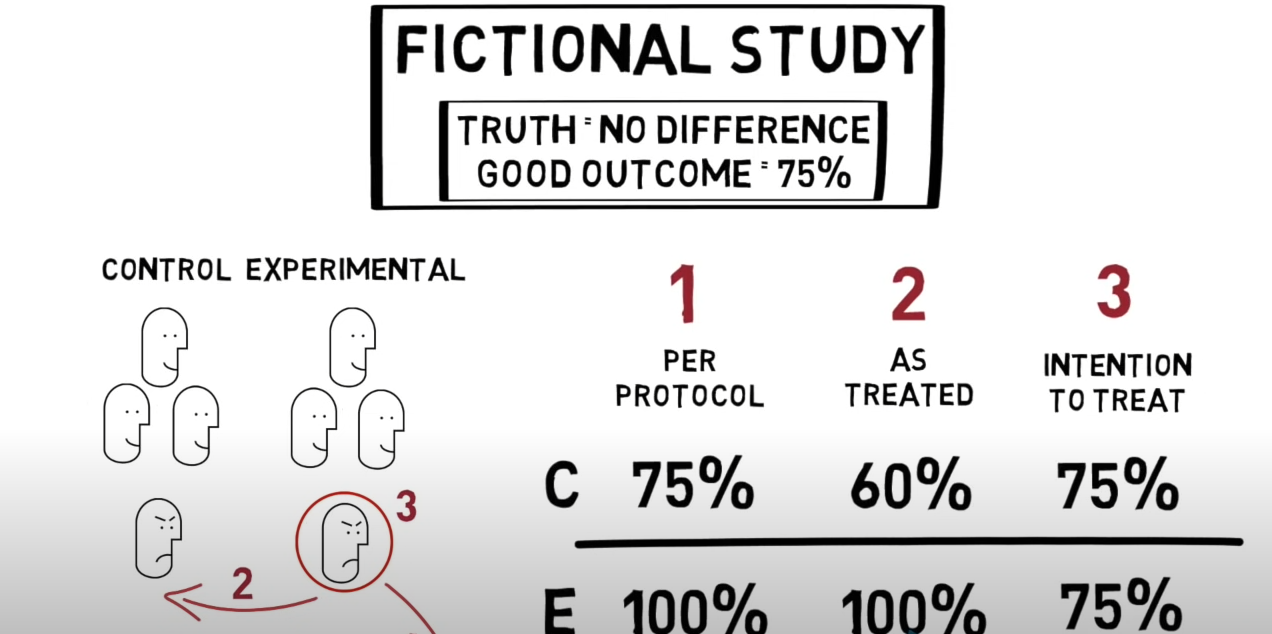 FICTIONAL STUDY
TRUTH = NO DIFFERENCE
GOOD OUTCOME = 75%
CONTROL EXPERIMENTAL
1 2 3
PER PROTOCOL
AS TREATED
INTENTION TO TREAT
3
2
C 75% 60% 75%
E 100% 100% 75%